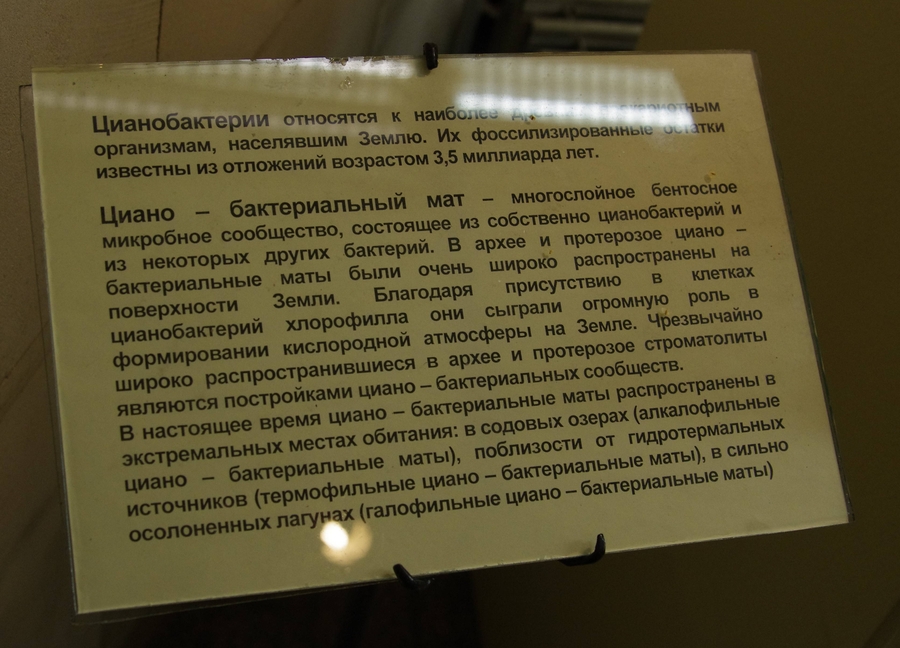 Цианобактерии относятся к наиболее
организмам, населявшим Землю. Их фоссилизированные остатки
известны из отложений возрастом 3,5 миллиарда лет.
Циано – бактериальный мат – многослойное бентосное
микробное сообщество, состоящее из собственно цианобактерий и
из некоторых других бактерий. В архее и протерозое циано –
бактериальные маты были очень широко распространены на
поверхности Земли. Благодаря присутствию в клетках
цианобактерий хлорофилла они сыграли огромную роль в
формировании кислородной атмосферы на Земле. Чрезвычайно
широко распространившиеся в архее и протерозое строматолиты
являются постройками циано – бактериальных сообществ.
В настоящее время циано – бактериальные маты распространены в
экстремальных местах обитания: в содовых озерах (алкалофильные
циано – бактериальные маты), поблизости от гидротермальных
источников (термофильные циано – бактериальные маты), в сильно
осолоненных лагунах (галофильные циано – бактериальные маты)